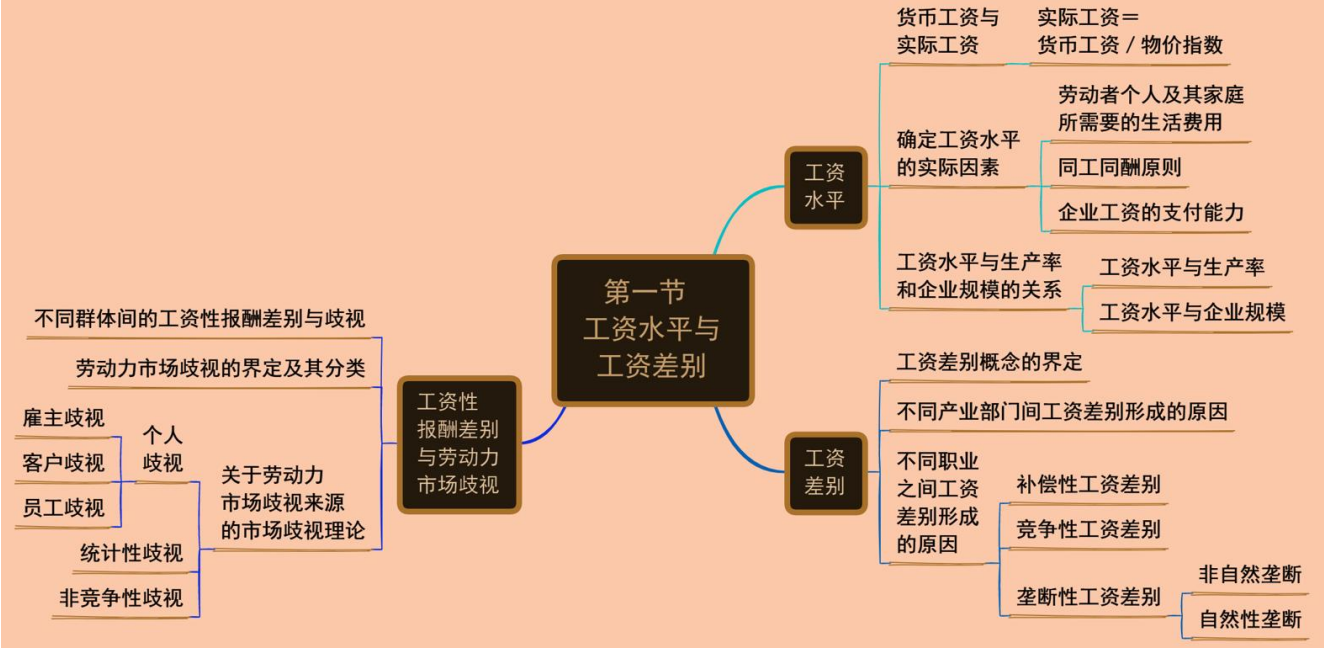 第一节
工资水平与
工资差别
工资
水平
货币工资与
实际工资
实际工资＝
货币工资 / 物价指数
确定工资水平
的实际因素
劳动者个人及其家庭
所需要的生活费用
同工同酬原则
企业工资的支付能力
工资水平与生产率
和企业规模的关系
工资水平与生产率
工资水平与企业规模
工资
差别
工资差别概念的界定
不同产业部门间工资差别形成的原因
不同职业
之间工资
差别形成
的原因
补偿性工资差别
竞争性工资差别
垄断性工资差别
非自然垄断
自然性垄断
工资性
报酬差别
与劳动力
市场歧视
不同群体间的工资性报酬差别与歧视
劳动力市场歧视的界定及其分类
关于劳动力
市场歧视来源
的市场歧视理论
个人
歧视
雇主歧视
客户歧视
员工歧视
统计性歧视
非竞争性歧视